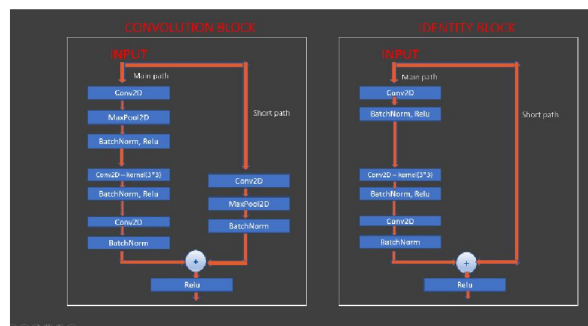 CONVOLUTION BLOCK
INPUT
Main path
Conv2D
MaxPool2D
BatchNorm, Relu
Conv2D – kernel(3*3)
BatchNorm, Relu
Conv2D
BatchNorm
Short path
Conv2D
MaxPool2D
BatchNorm
+
Relu
IDENTITY BLOCK
INPUT
Main path
Conv2D
BatchNorm, Relu
Conv2D – kernel(3*3)
BatchNorm, Relu
Conv2D
BatchNorm
Short path
+
Relu